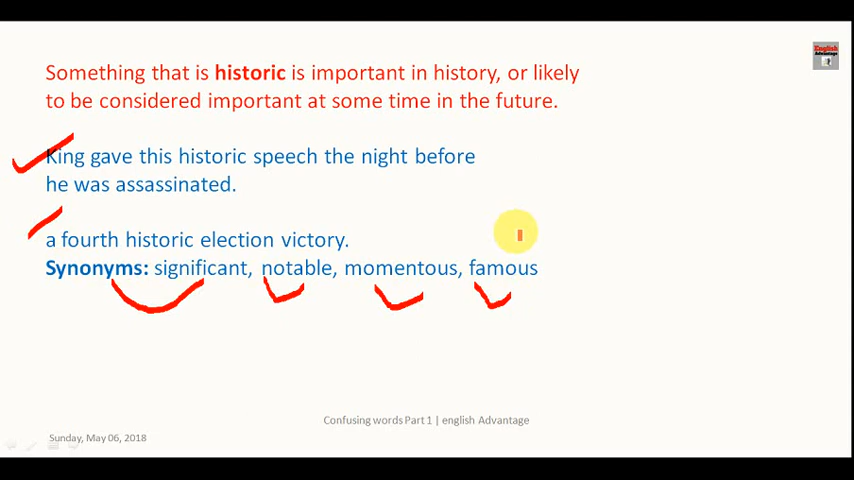 English
Advantage
Something that is historic is important in history, or likely
to be considered important at some time in the future.
King gave this historic speech the night before
he was assassinated.
a fourth historic election victory.
Synonyms: significant, notable, momentous, famous
Confusing words Part 1 | english Advantage
Sunday, May 06, 2018